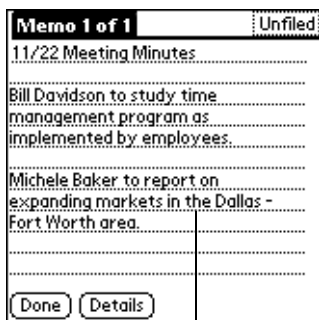 Memo 1 of 1
Unfiled
11/22 Meeting Minutes
Bill Davidson to study time
management program as
implemented by employees.
Michele Baker to report on
expanding markets in the Dallas -
Fort Worth area.
Done
Details